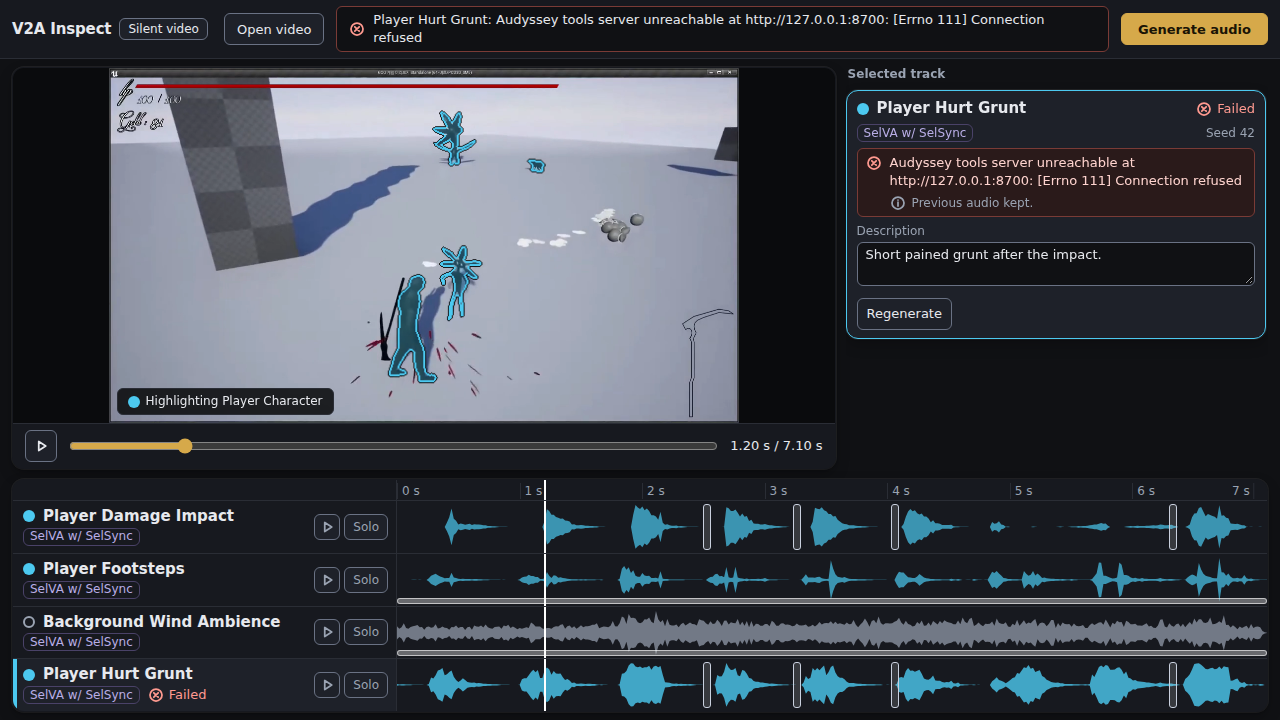 V2A Inspect
Silent video
Open video
Player Hurt Grunt: Audyssey tools server unreachable at http://127.0.0.1:8700: [Errno 111] Connection
refused
Generate audio
100 / 100
Highlighting Player Character
1.20 s / 7.10 s
Selected track
Player Hurt Grunt
Failed
SelVA w/ SelSync
Seed 42
Audyssey tools server unreachable at
http://127.0.0.1:8700: [Errno 111] Connection refused
Previous audio kept.
Description
Short pained grunt after the impact.
Regenerate
0 s
1 s
2 s
3 s
4 s
5 s
6 s
7 s
Player Damage Impact
SelVA w/ SelSync
Solo
Player Footsteps
SelVA w/ SelSync
Solo
Background Wind Ambience
SelVA w/ SelSync
Solo
Player Hurt Grunt
SelVA w/ SelSync
Failed
Solo